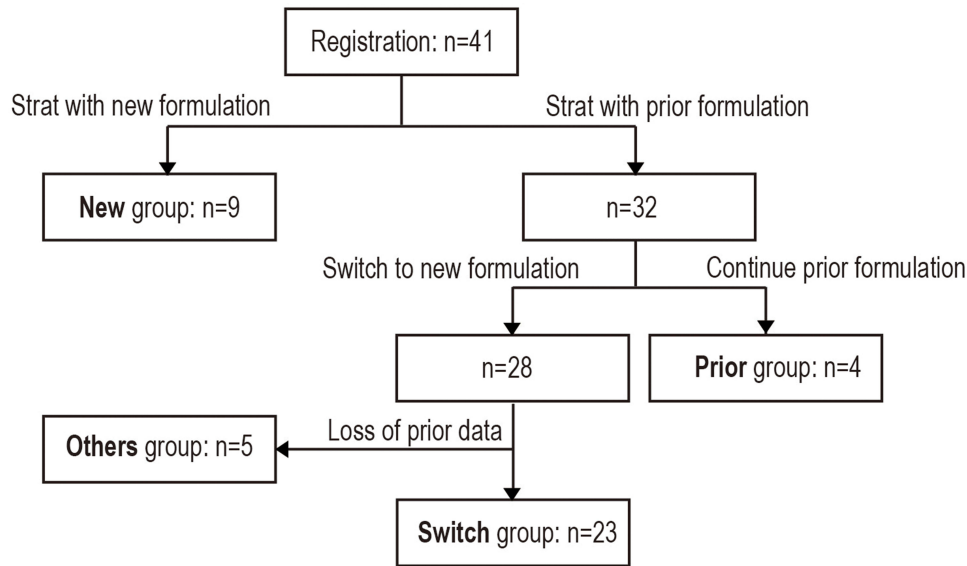 Registration: n=41
Strat with new formulation
Strat with prior formulation
New group: n=9
n=32
Switch to new formulation
Continue prior formulation
n=28
Prior group: n=4
Loss of prior data
Others group: n=5
Switch group: n=23